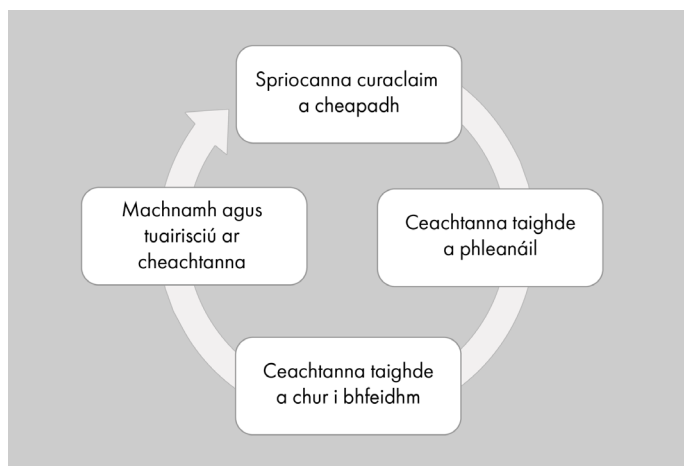 Spriocanna curaclaim
a cheapadh
Ceachtanna taighde
a phleanáil
Ceachtanna taighde
a chur i bhfeidhm
Machnamh agus
tuairisciú ar
cheachtanna